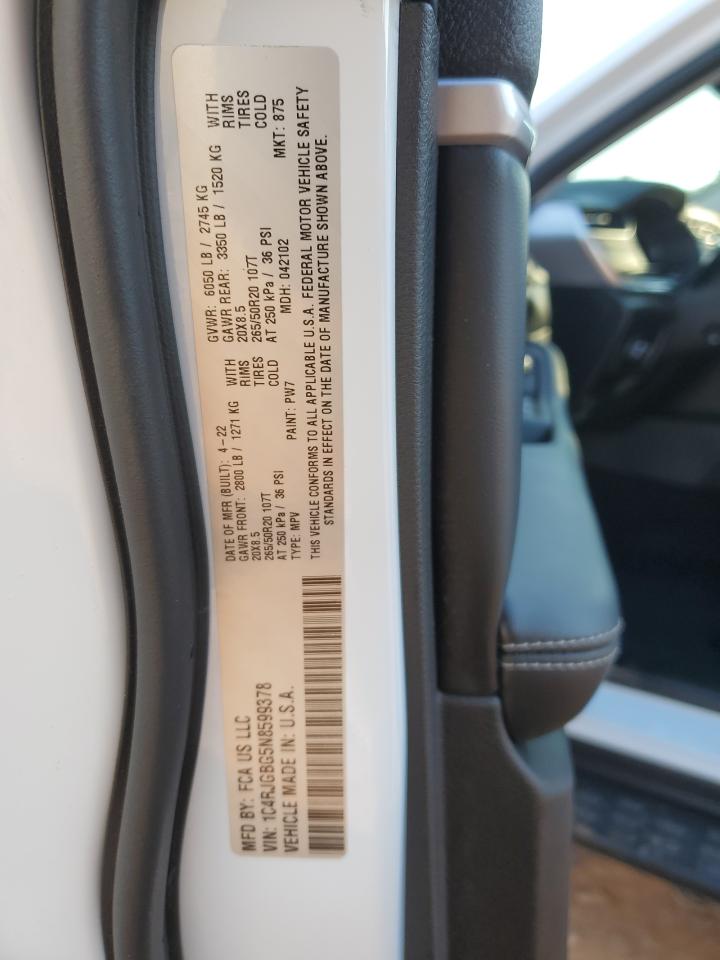 MFD BY: FCA US LLC
VIN: 1C4RJGBG5N8599378
VEHICLE MADE IN: U.S.A.
DATE OF MFR (BUILT): 4-22 GVWR: 6050 LB / 2745 KG
GAWR FRONT: 2800 LB / 1271 KG WITH GAWR REAR: 3350 LB / 1520 KG WITH
20X8.5 RIMS 20X8.5 RIMS
265/50R20 107T TIRES 265/50R20 107T TIRES
AT 250 kPa / 36 PSI COLD AT 250 kPa / 36 PSI COLD
TYPE: MPV PAINT: PW7 MDH: 042102 MKT: 875
THIS VEHICLE CONFORMS TO ALL APPLICABLE U.S.A. FEDERAL MOTOR VEHICLE SAFETY
STANDARDS IN EFFECT ON THE DATE OF MANUFACTURE SHOWN ABOVE.